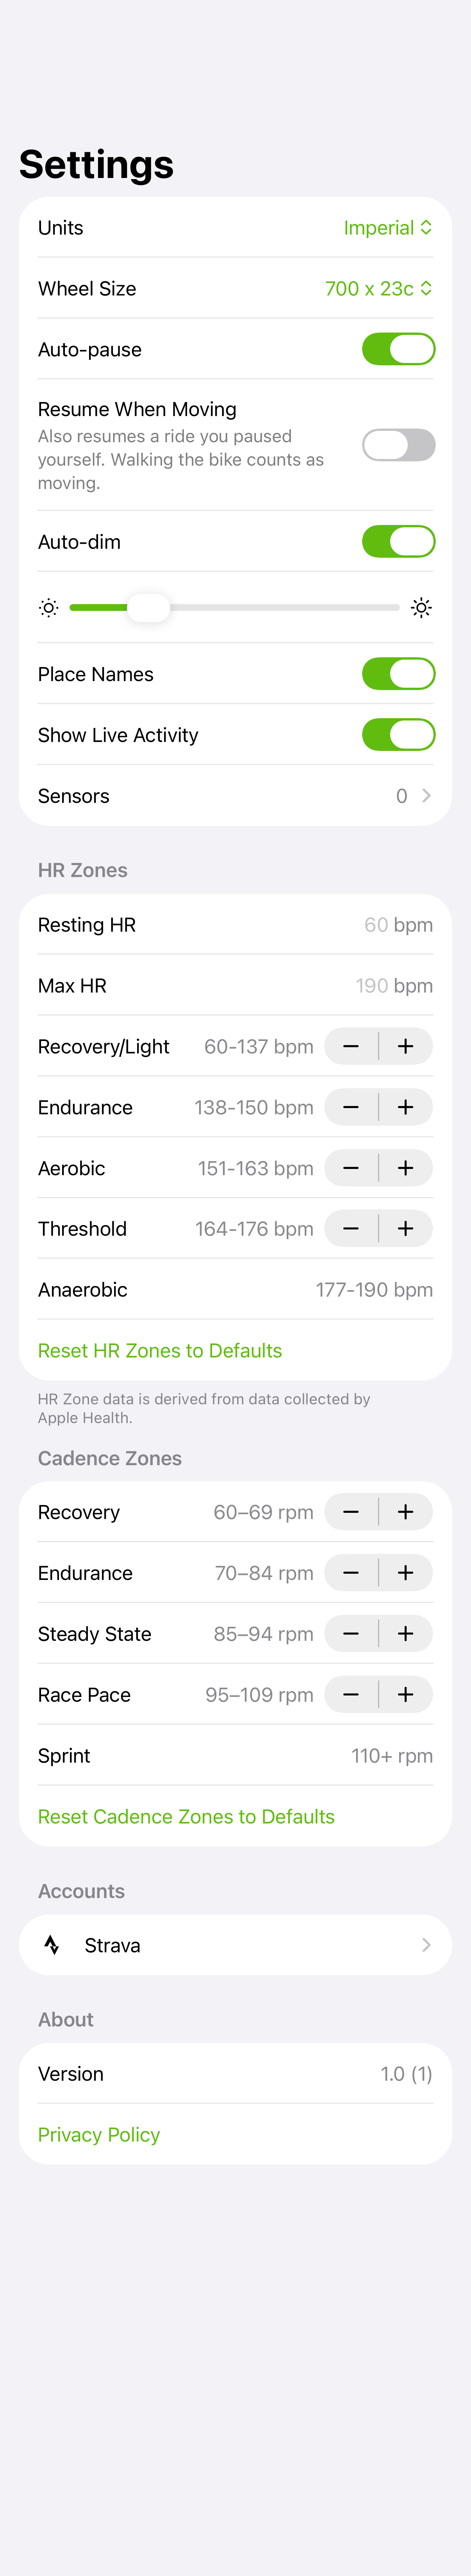 Settings
Units Imperial
Wheel Size 700 x 23c
Auto-pause
Resume When Moving
Also resumes a ride you paused
yourself. Walking the bike counts as
moving.
Auto-dim
Place Names
Show Live Activity
Sensors 0
HR Zones
Resting HR 60 bpm
Max HR 190 bpm
Recovery/Light 60-137 bpm − +
Endurance 138-150 bpm − +
Aerobic 151-163 bpm − +
Threshold 164-176 bpm − +
Anaerobic 177-190 bpm
Reset HR Zones to Defaults
HR Zone data is derived from data collected by
Apple Health.
Cadence Zones
Recovery 60–69 rpm − +
Endurance 70–84 rpm − +
Steady State 85–94 rpm − +
Race Pace 95–109 rpm − +
Sprint 110+ rpm
Reset Cadence Zones to Defaults
Accounts
Strava
About
Version 1.0 (1)
Privacy Policy